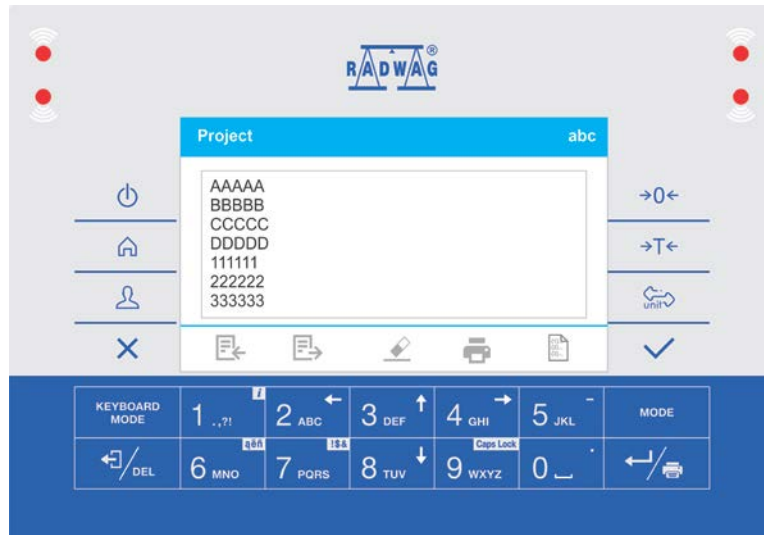 RADWAG®
Project abc
AAAAA
BBBBB
CCCCC
DDDDD
111111
222222
333333
→0←
→T←
unit
KEYBOARD
MODE
1 .,?! i
2 ABC ←
3 DEF ↑
4 GHI →
5 JKL -
MODE
DEL
6 MNO àêñ
7 PQRS !$&
8 TUV ↓
9 WXYZ Caps Lock
0 ⎵ .